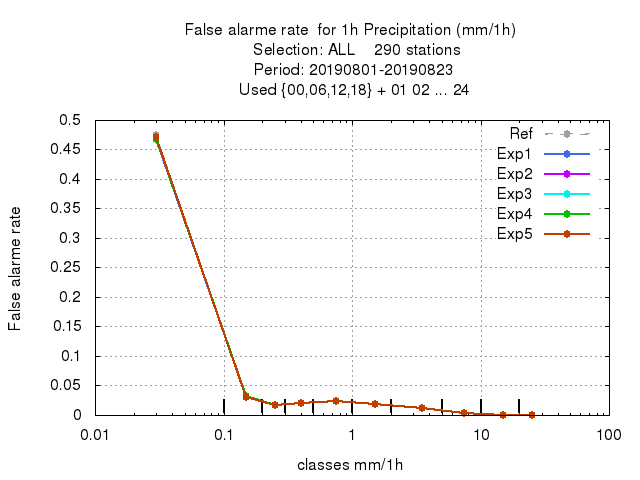 False alarme rate  for 1h Precipitation (mm/1h)
Selection: ALL    290 stations
Period: 20190801-20190823
Used {00,06,12,18} + 01 02 ... 24
0.5
0.45
0.4
0.35
0.3
0.25
0.2
0.15
0.1
0.05
0
False alarme rate
Ref
Exp1
Exp2
Exp3
Exp4
Exp5
0.01 0.1 1 10 100
classes mm/1h